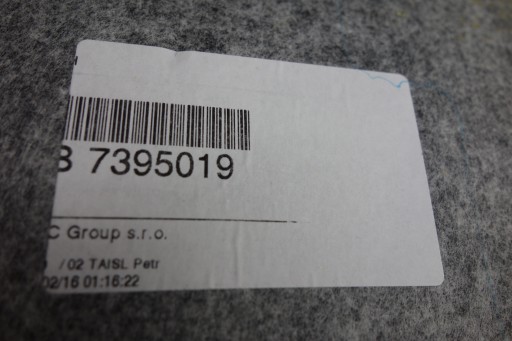 B 7395019
C Group s.r.o.
/ 02 TAISL Petr
02/16 01:16:22